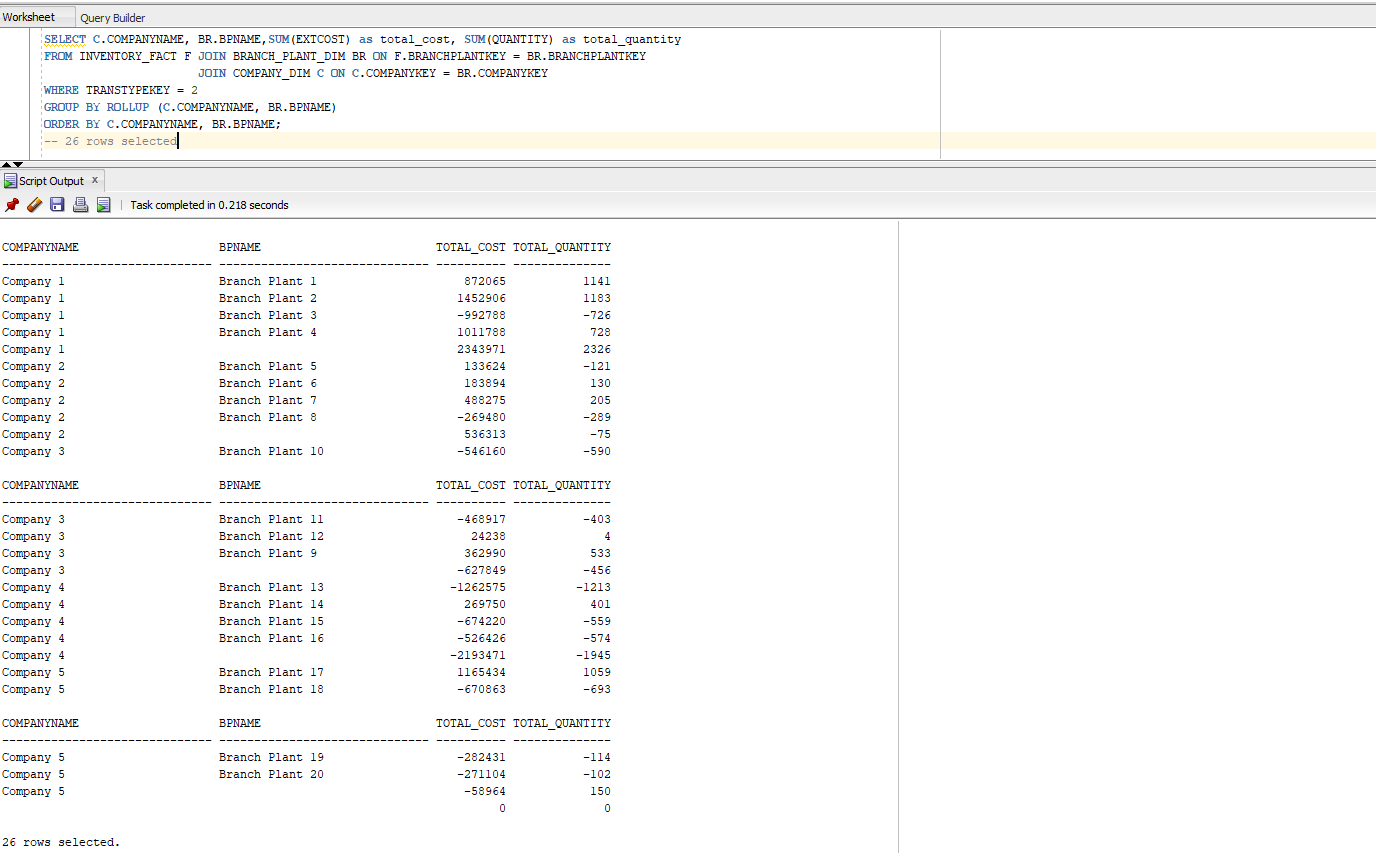 Worksheet Query Builder
SELECT C.COMPANYNAME, BR.BPNAME,SUM(EXTCOST) as total_cost, SUM(QUANTITY) as total_quantity
FROM INVENTORY_FACT F JOIN BRANCH_PLANT_DIM BR ON F.BRANCHPLANTKEY = BR.BRANCHPLANTKEY
JOIN COMPANY_DIM C ON C.COMPANYKEY = BR.COMPANYKEY
WHERE TRANSTYPEKEY = 2
GROUP BY ROLLUP (C.COMPANYNAME, BR.BPNAME)
ORDER BY C.COMPANYNAME, BR.BPNAME;
-- 26 rows selected
Script Output x
Task completed in 0.218 seconds
COMPANYNAME BPNAME TOTAL_COST TOTAL_QUANTITY
------------------------------ ------------------------------ ---------- --------------
Company 1 Branch Plant 1 872065 1141
Company 1 Branch Plant 2 1452906 1183
Company 1 Branch Plant 3 -992788 -726
Company 1 Branch Plant 4 1011788 728
Company 1 2343971 2326
Company 2 Branch Plant 5 133624 -121
Company 2 Branch Plant 6 183894 130
Company 2 Branch Plant 7 488275 205
Company 2 Branch Plant 8 -269480 -289
Company 2 536313 -75
Company 3 Branch Plant 10 -546160 -590
COMPANYNAME BPNAME TOTAL_COST TOTAL_QUANTITY
------------------------------ ------------------------------ ---------- --------------
Company 3 Branch Plant 11 -468917 -403
Company 3 Branch Plant 12 24238 4
Company 3 Branch Plant 9 362990 533
Company 3 -627849 -456
Company 4 Branch Plant 13 -1262575 -1213
Company 4 Branch Plant 14 269750 401
Company 4 Branch Plant 15 -674220 -559
Company 4 Branch Plant 16 -526426 -574
Company 4 -2193471 -1945
Company 5 Branch Plant 17 1165434 1059
Company 5 Branch Plant 18 -670863 -693
COMPANYNAME BPNAME TOTAL_COST TOTAL_QUANTITY
------------------------------ ------------------------------ ---------- --------------
Company 5 Branch Plant 19 -282431 -114
Company 5 Branch Plant 20 -271104 -102
Company 5 -58964 150
0 0
26 rows selected.